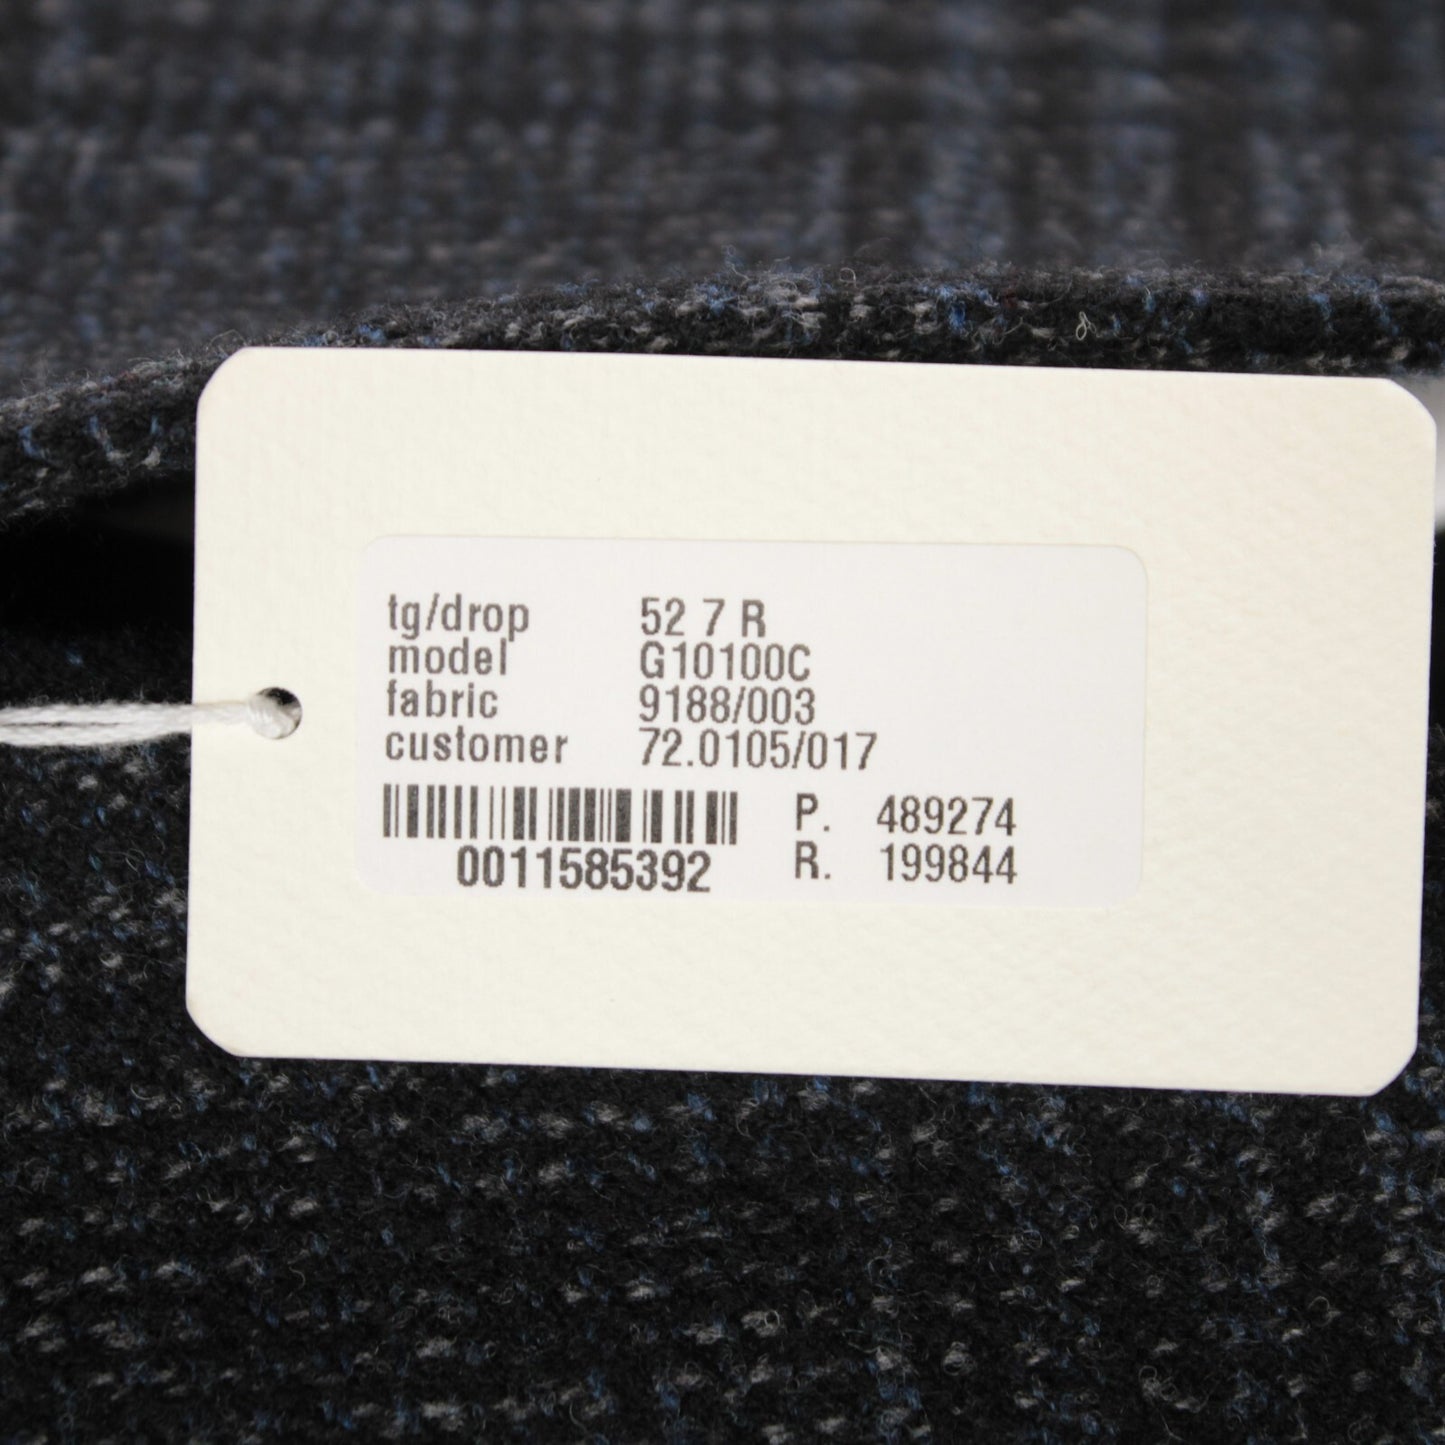 tg/drop 52 7 R
model G10100C
fabric 9188/003
customer 72.0105/017
P. 489274
0011585392 R. 199844